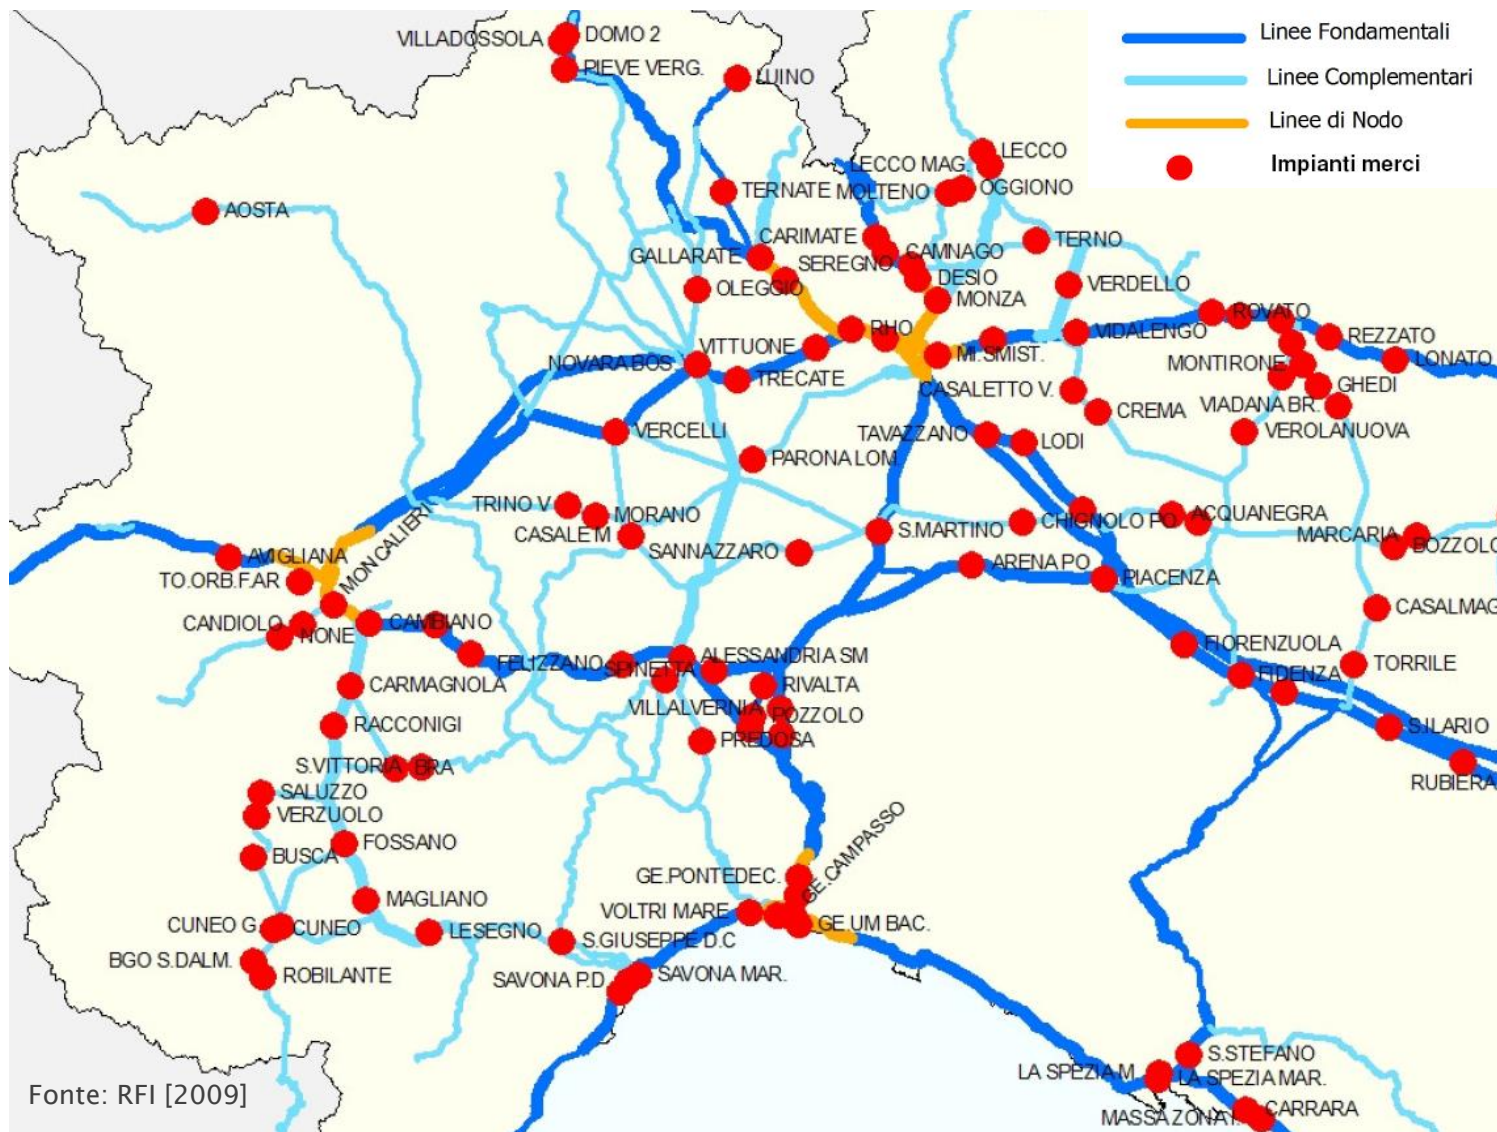 Linee Fondamentali
Linee Complementari
Linee di Nodo
Impianti merci
VILLADOSSOLA
DOMO 2
PIEVE VERG.
LUINO
LECCO MAG.
LECCO
TERNATE
MOLTENO
OGGIONO
AOSTA
CARIMATE
TERNO
GALLARATE
SEREGNO
CAMNAGO
DESIO
OLEGGIO
MONZA
VERDELLO
ROVATO
RHO
VIDALENGO
REZZATO
NOVARA BOS.
VITTUONE
MI.SMIST.
MONTIRONE
LONATO
TRECATE
CASALETTO V.
GHEDI
CREMA
VIADANA BR.
VERCELLI
TAVAZZANO
LODI
VEROLANUOVA
PARONA LOM.
TRINO V
MORANO
CASALE M
SANNAZZARO
S.MARTINO
CHIGNOLO PO
ACQUANEGRA
MARCARIA
BOZZOLO
MONCALIERI
AVIGLIANA
TO.ORB.FAR
ARENA PO
PIACENZA
CANDIOLO
NONE
CAMBIANO
CASALMAG
FELIZZANO
SPINETTA
ALESSANDRIA SM
FIORENZUOLA
TORRILE
FIDENZA
CARMAGNOLA
RIVALTA
VILLALVERNIA
POZZOLO
RACCONIGI
PREDOSA
S.ILARIO
S.VITTORIA
BRA
RUBIERA
SALUZZO
VERZUOLO
FOSSANO
BUSCA
GE.CAMPASSO
GE.PONTEDEC.
MAGLIANO
VOLTRI MARE
GE.UM BAC.
CUNEO G
CUNEO
LESEGNO
S.GIUSEPPE D.C
BGO S.DALM.
ROBILANTE
SAVONA P.D
SAVONA MAR.
S.STEFANO
LA SPEZIA M
LA SPEZIA MAR.
MASSA ZONA I.
CARRARA
Fonte: RFI [2009]